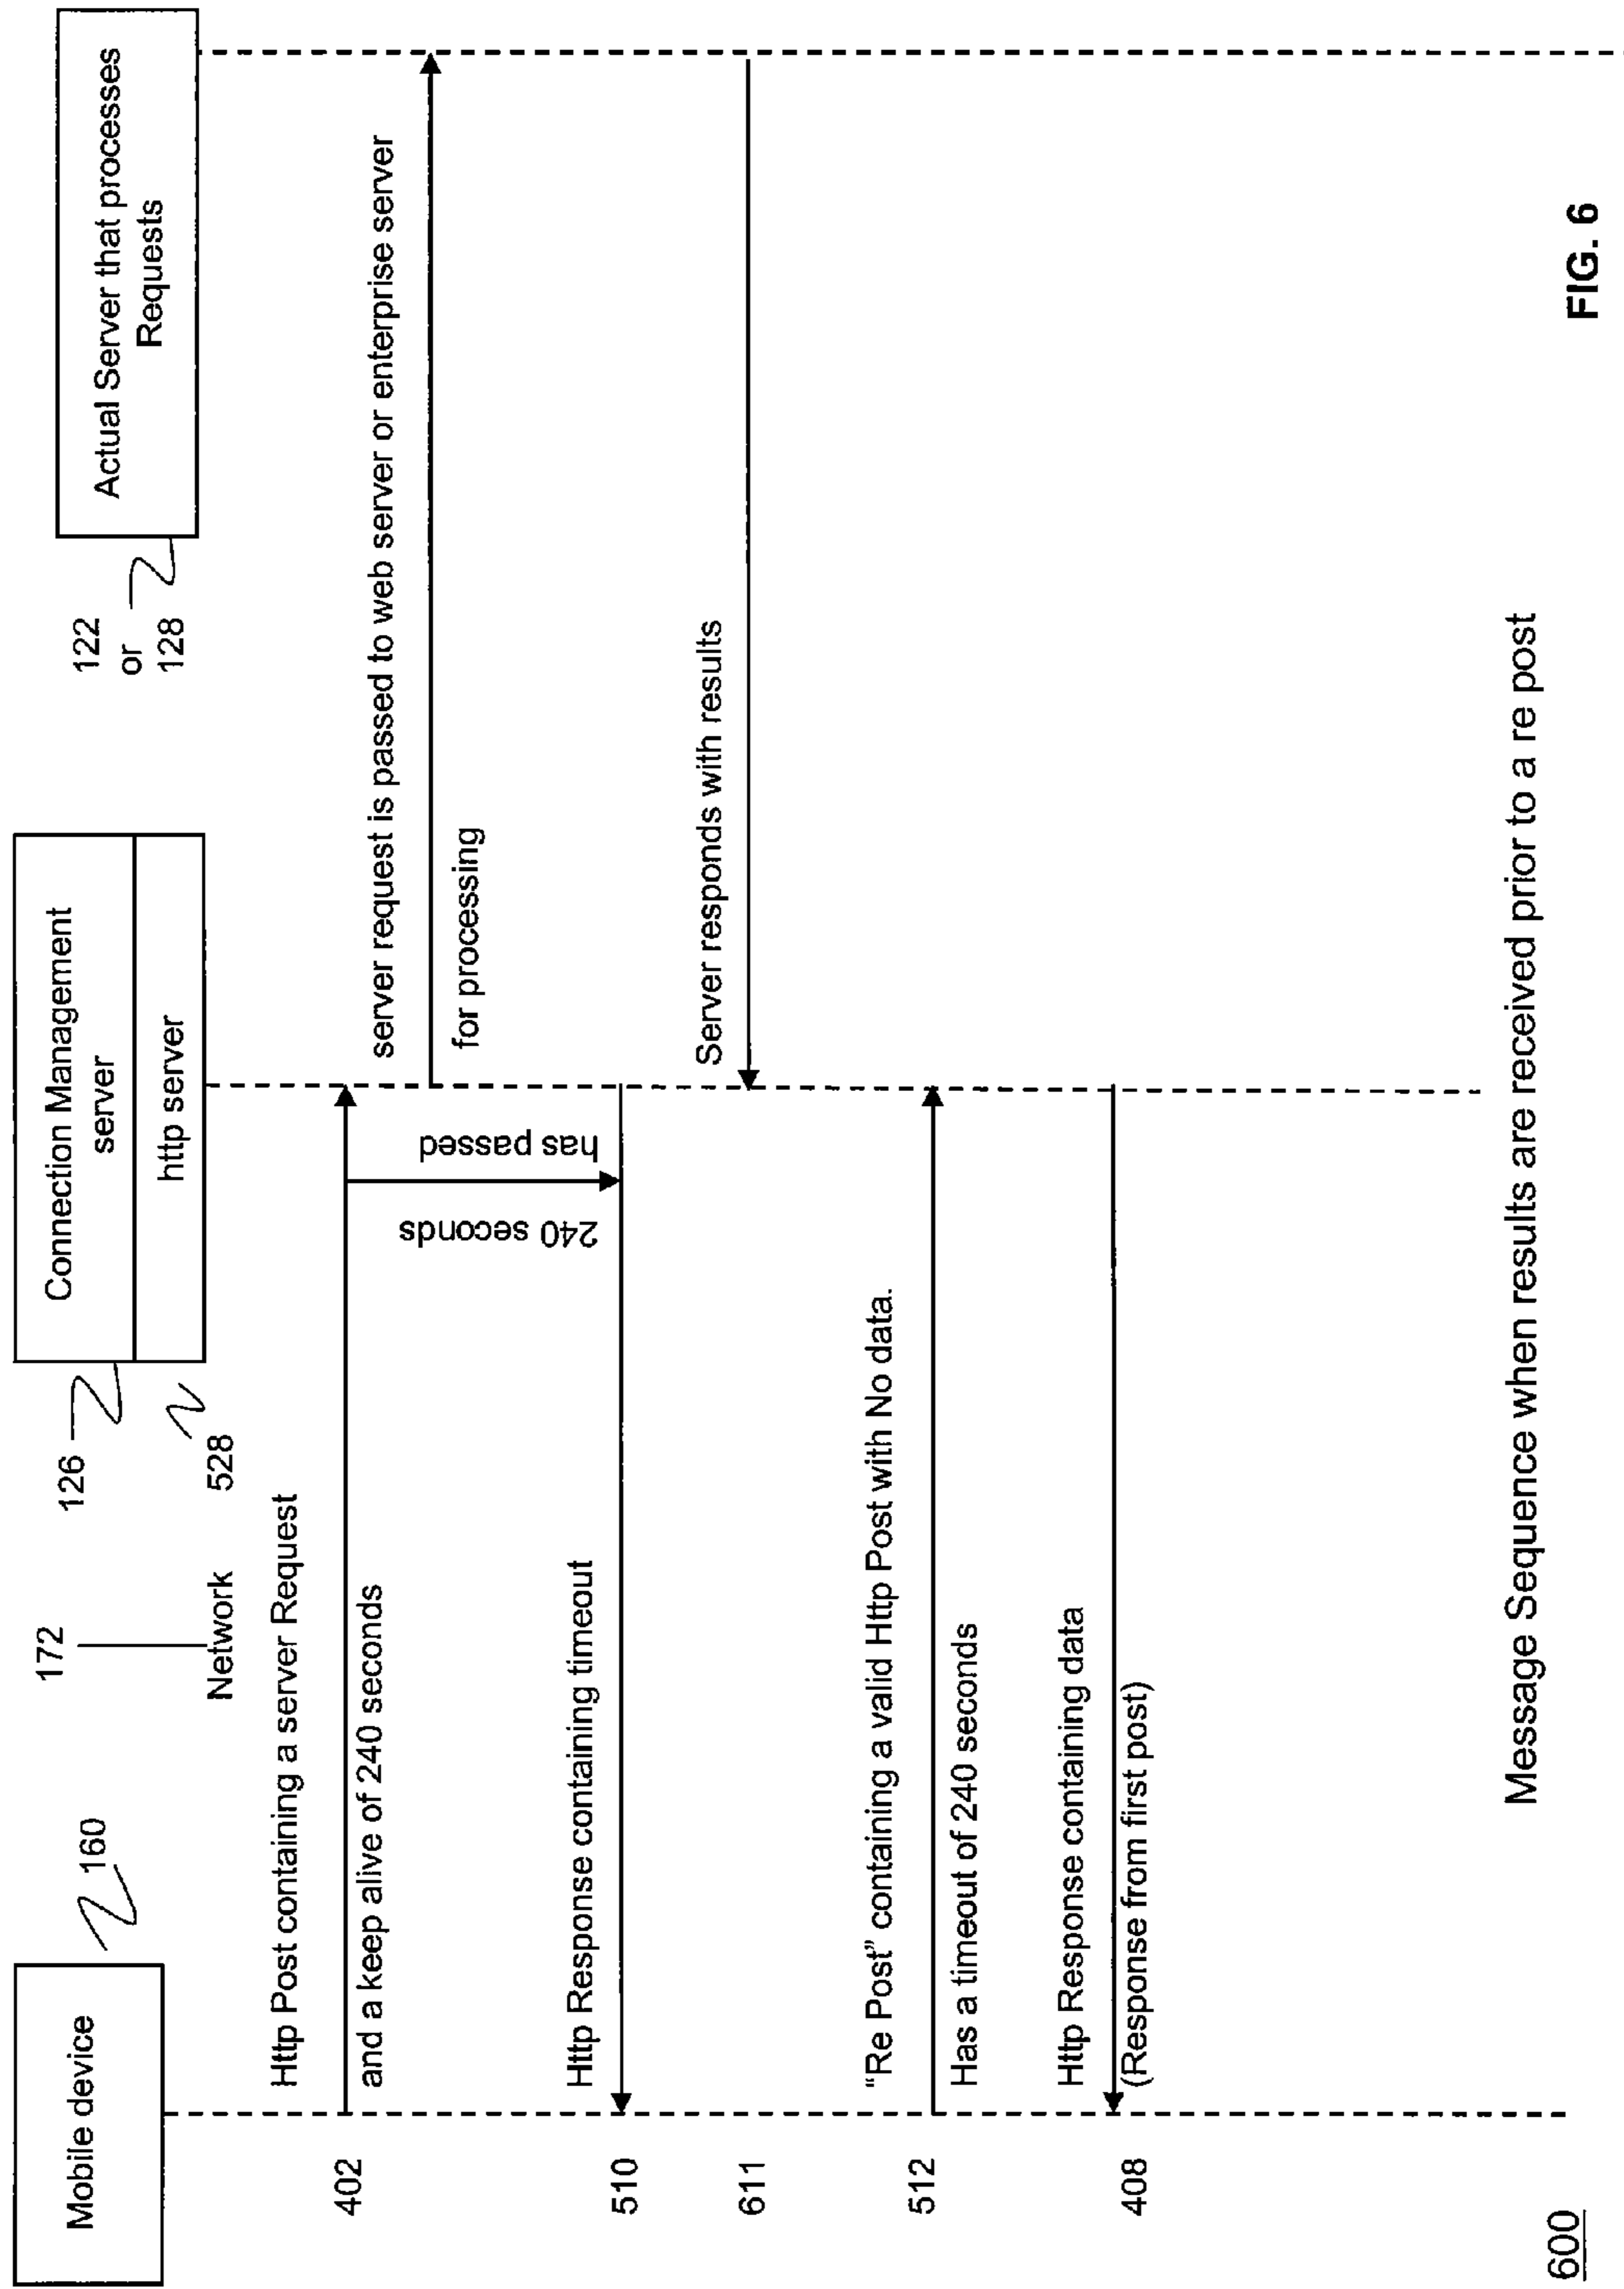 Mobile device
160
172
Network
126
528
Connection Management
server
http server
122
or
128
Actual Server that processes
Requests
402
Http Post containing a server Request
and a keep alive of 240 seconds
server request is passed to web server or enterprise server
for processing
240 seconds
has passed
510
Http Response containing timeout
611
Server responds with results
512
“Re Post” containing a valid Http Post with No data.
Has a timeout of 240 seconds
408
Http Response containing data
(Response from first post)
600
Message Sequence when results are received prior to a re post
FIG. 6